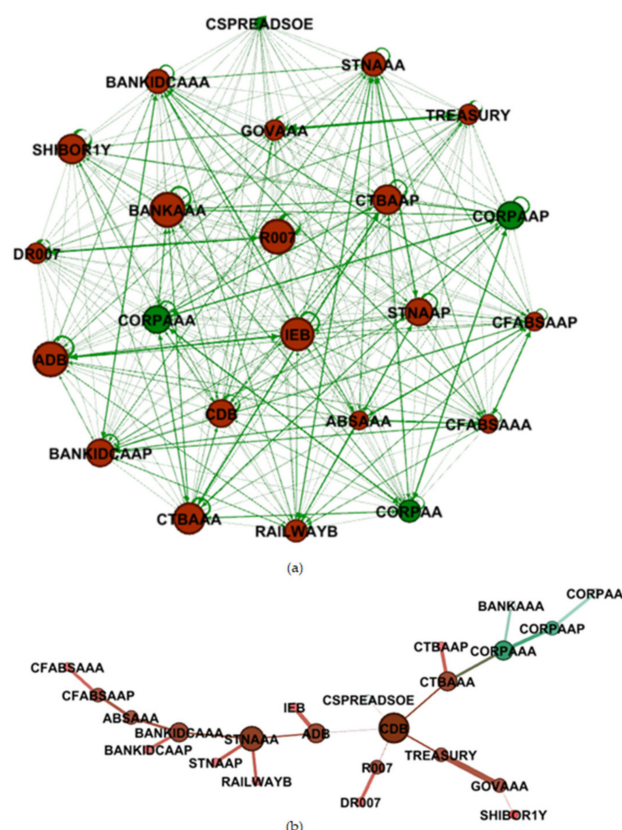 CSPREADSOE
STNAAA
BANKIDCAAA
TREASURY
GOVAAA
SHIBOR1Y
CTBAAP
BANKAAA
CORPAAP
R007
DR007
STNAAP
CORPAAA
CFABSAAP
IEB
ADB
CDB
ABSAAA
CFABSAAA
BANKIDCAAP
CORPAA
CTBAAA
RAILWAYB
(a)
CORPAA
BANKAAA
CORPAAP
CTBAAP
CORPAAA
CFABSAAA
CTBAAA
CFABSAAP
CSPREADSOE
IEB
ABSAAA
BANKIDCAAA
STNAAA
ADB
CDB
BANKIDCAAP
TREASURY
STNAAP
R007
RAILWAYB
GOVAAA
DR007
SHIBOR1Y
(b)